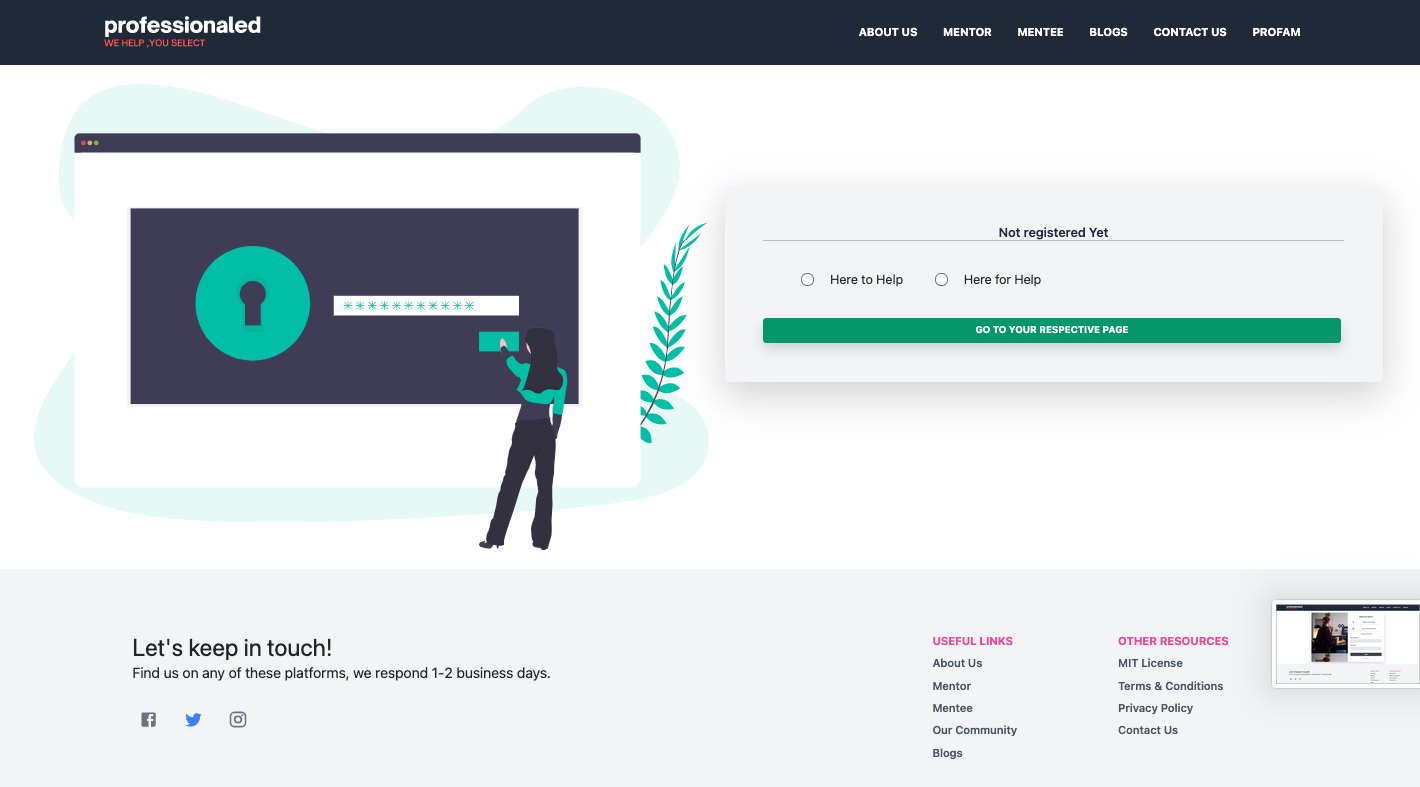 professionaled
WE HELP ,YOU SELECT
ABOUT US MENTOR MENTEE BLOGS CONTACT US PROFAM
***********
Not registered Yet
Here to Help Here for Help
GO TO YOUR RESPECTIVE PAGE
Let's keep in touch!
Find us on any of these platforms, we respond 1-2 business days.
USEFUL LINKS
About Us
Mentor
Mentee
Our Community
Blogs
OTHER RESOURCES
MIT License
Terms & Conditions
Privacy Policy
Contact Us